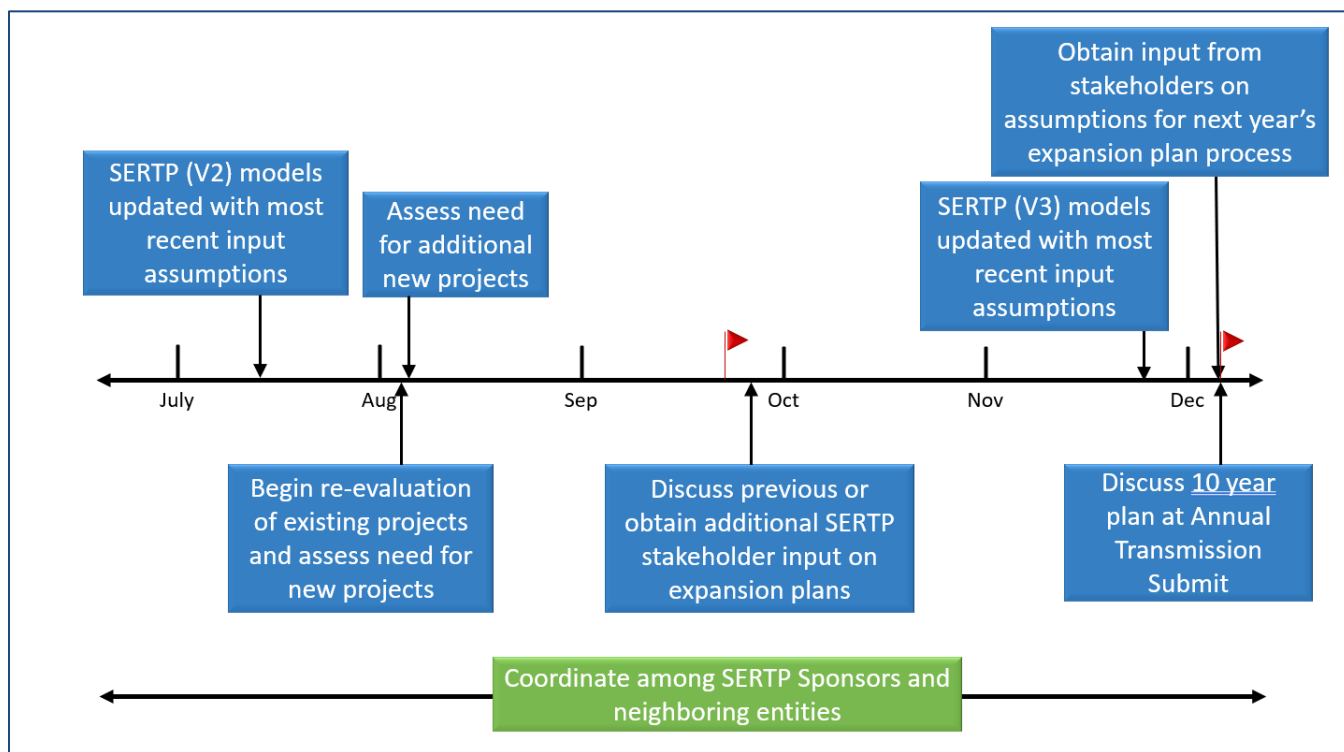 Obtain input from
stakeholders on
assumptions for next year’s
expansion plan process
SERTP (V2) models
updated with most
recent input
assumptions
Assess need
for additional
new projects
SERTP (V3) models
updated with most
recent input
assumptions
July
Aug
Sep
Oct
Nov
Dec
Begin re-evaluation
of existing projects
and assess need for
new projects
Discuss previous or
obtain additional SERTP
stakeholder input on
expansion plans
Discuss 10 year
plan at Annual
Transmission
Submit
Coordinate among SERTP Sponsors and
neighboring entities